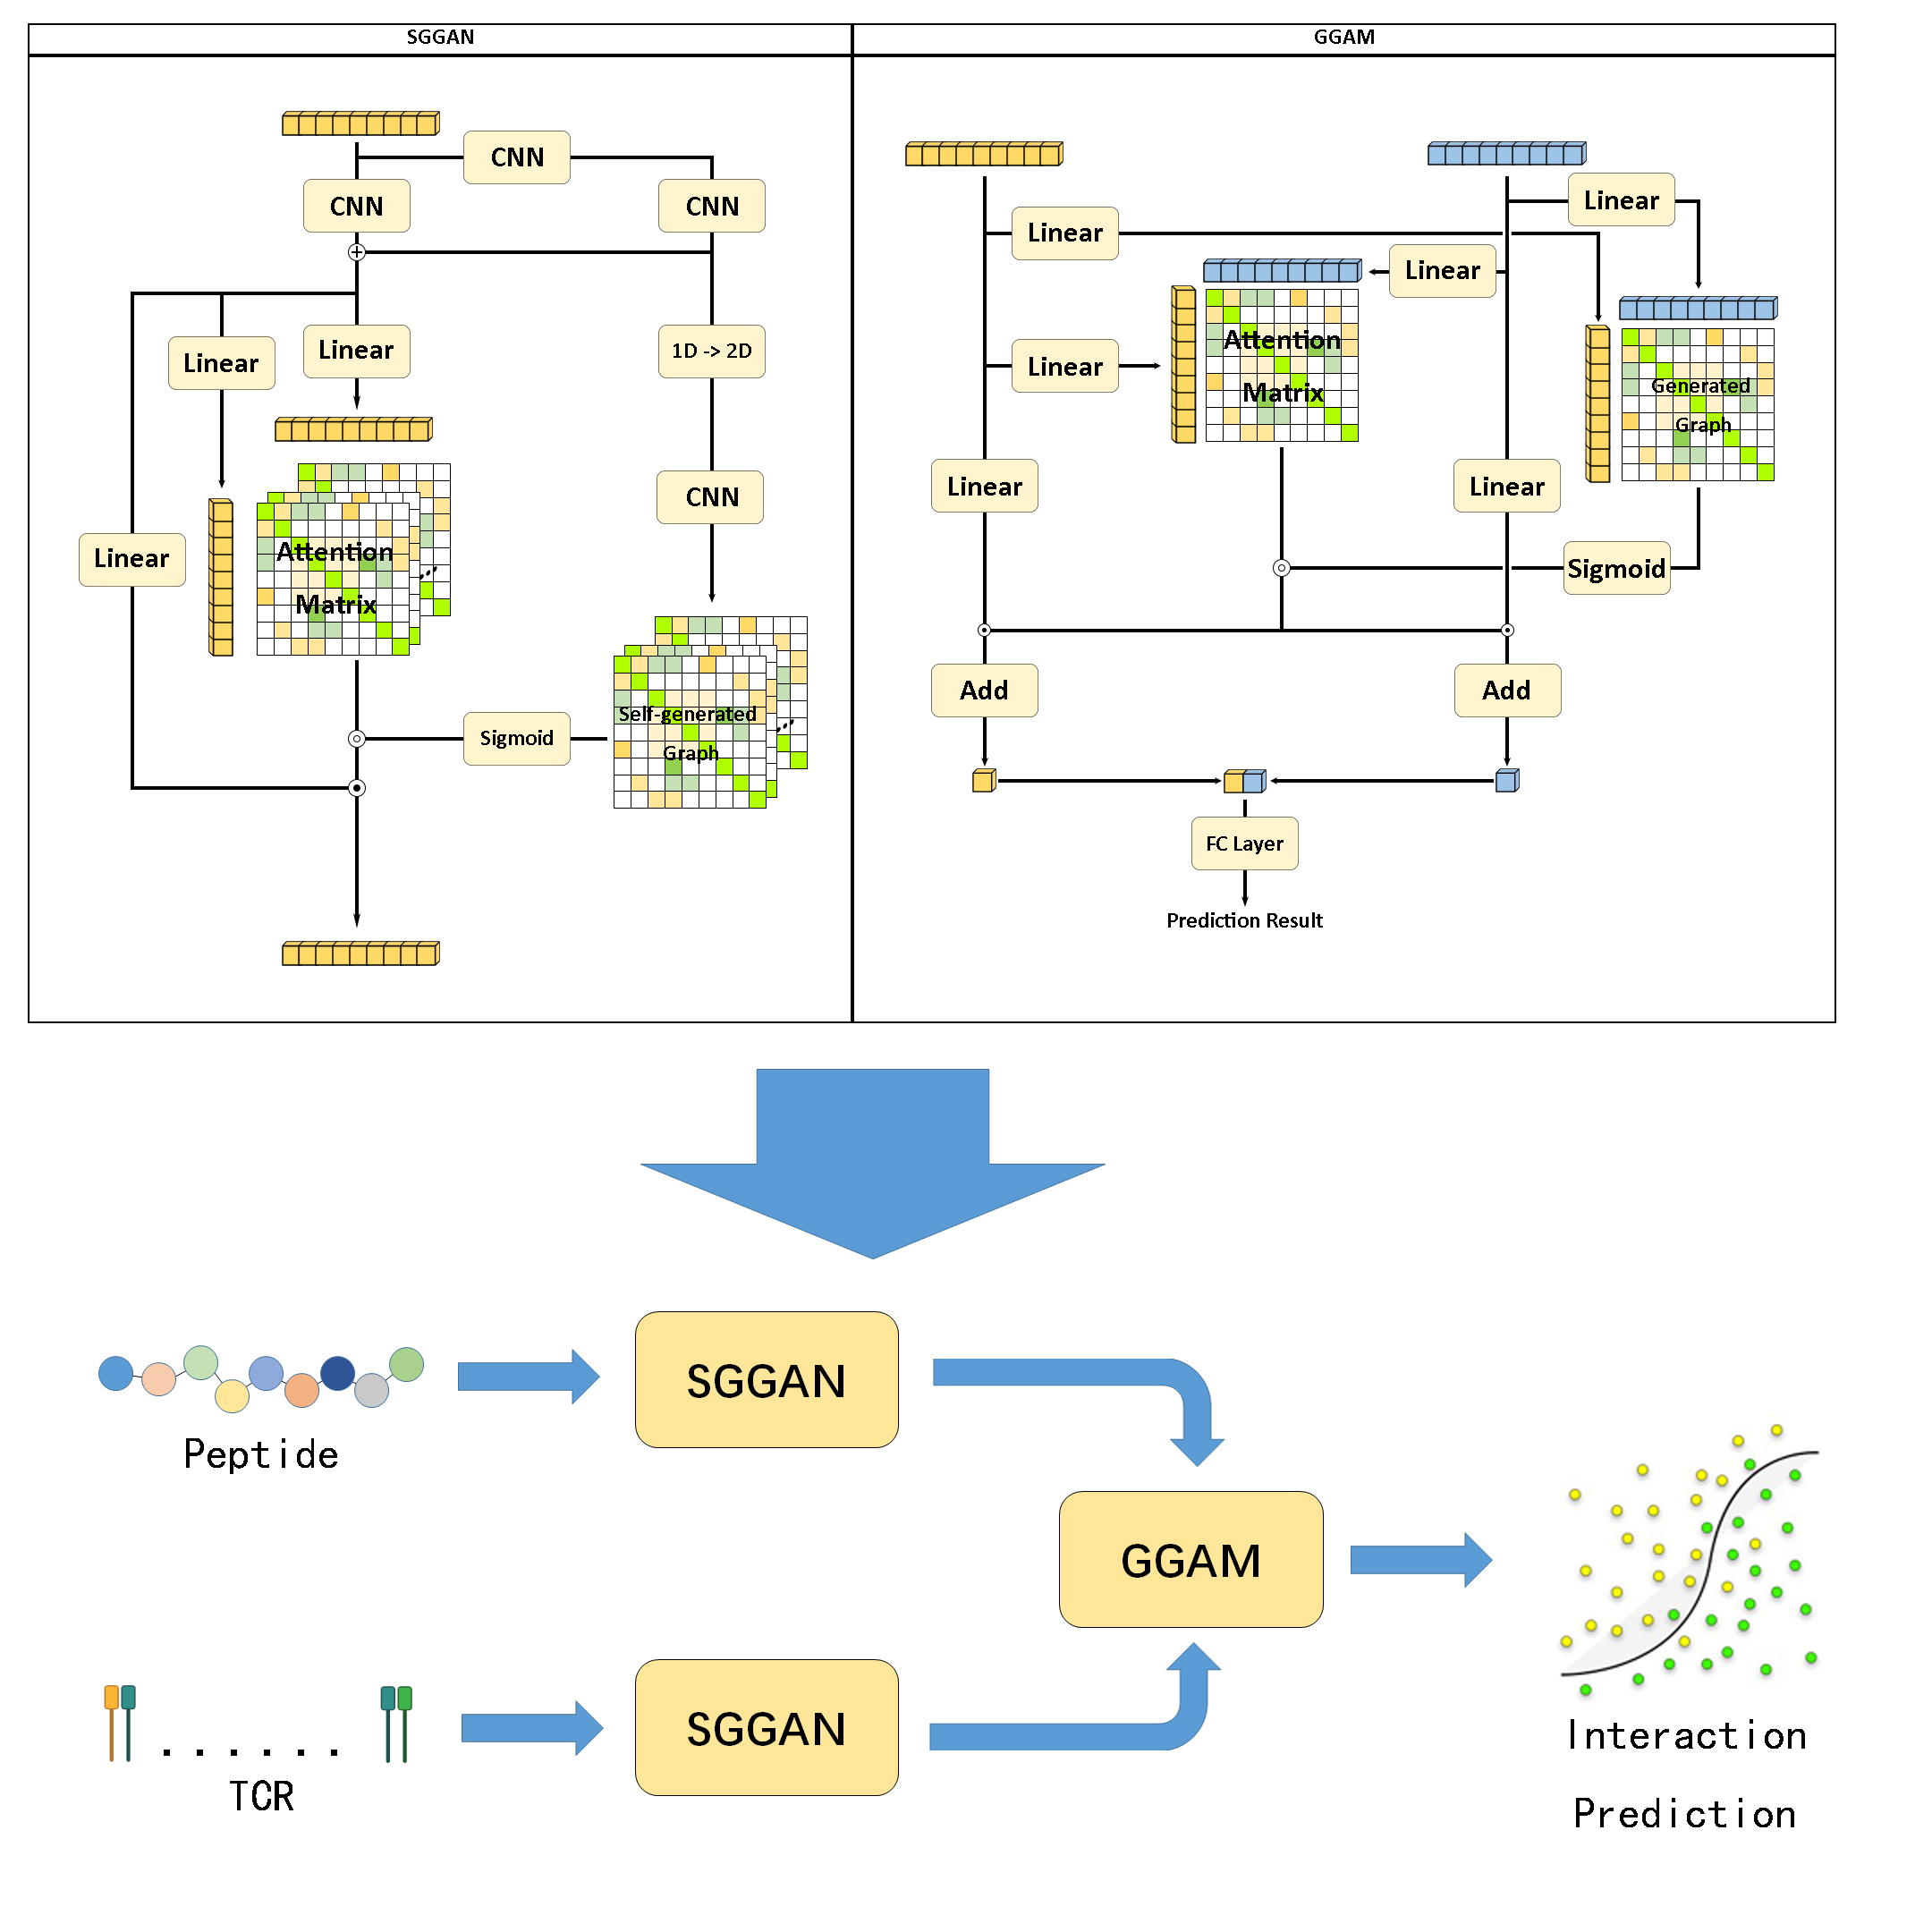 SGGAN
GGAM
CNN
CNN
CNN
Linear
Linear
1D -> 2D
CNN
Linear
Attention
Matrix
Self-generated
Graph
Sigmoid
Linear
Linear
Linear
Attention
Matrix
Linear
Generated
Graph
Linear
Linear
Sigmoid
Add
Add
FC Layer
Prediction Result
SGGAN
Peptide
GGAM
SGGAN
TCR
......
Interaction
Prediction